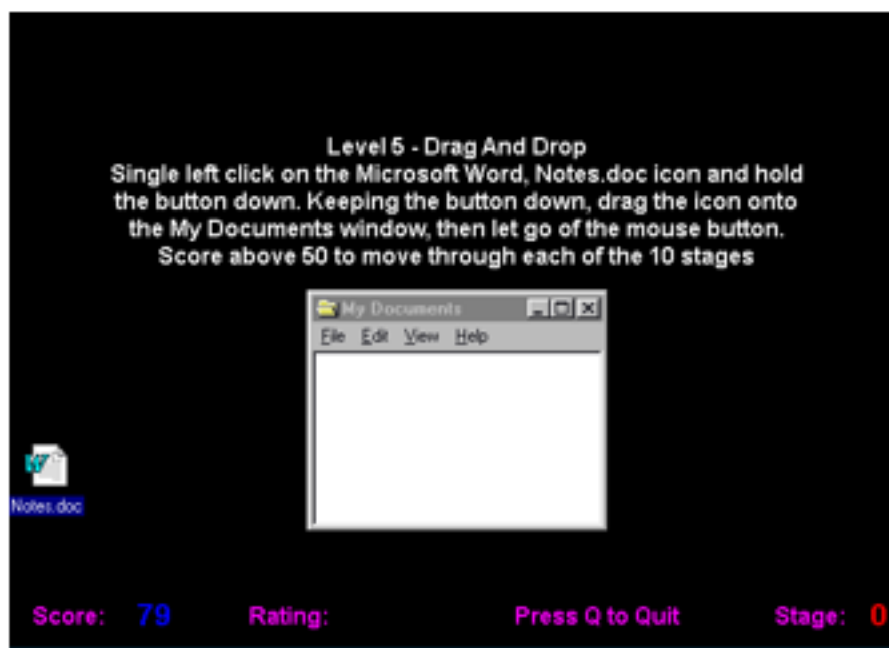 Level 5 - Drag And Drop
Single left click on the Microsoft Word, Notes.doc icon and hold
the button down. Keeping the button down, drag the icon onto
the My Documents window, then let go of the mouse button.
Score above 50 to move through each of the 10 stages
My Documents
File Edit View Help
W
Notes.doc
Score: 79 Rating: Press Q to Quit Stage: 0